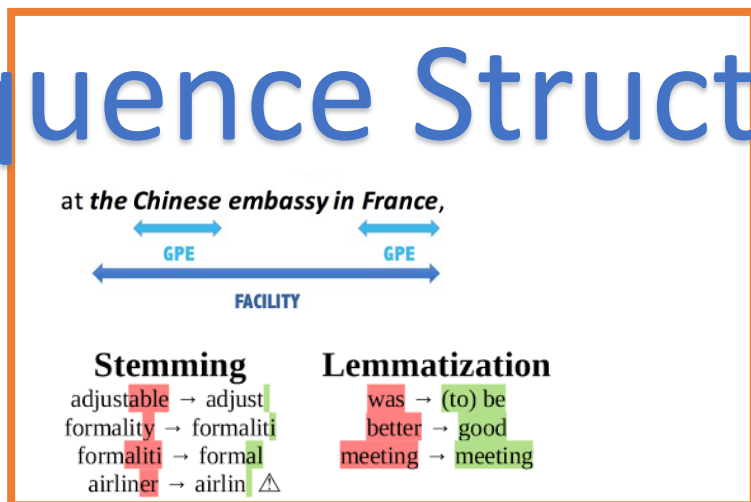 quence Struct
at the Chinese embassy in France,
GPE GPE
FACILITY
Stemming Lemmatization
adjustable → adjust was → (to) be
formality → formaliti better → good
formaliti → formal meeting → meeting
airliner → airlin ⚠